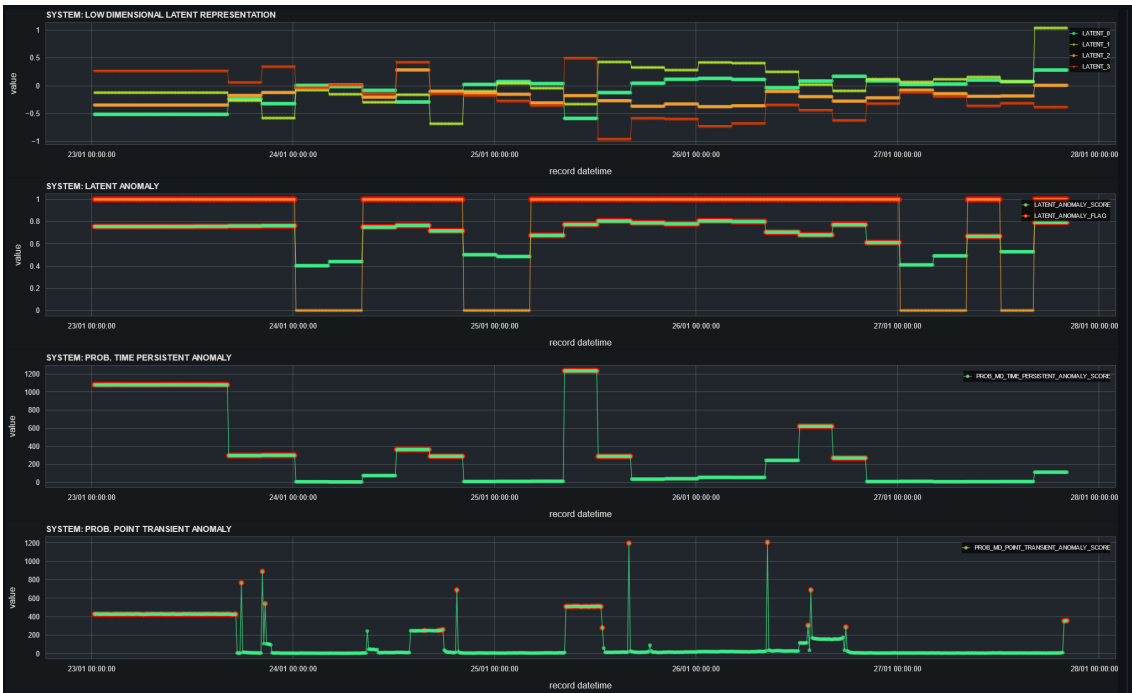 SYSTEM: LOW DIMENSIONAL LATENT REPRESENTATION
1
0.5
0
−0.5
−1
value
LATENT_0
LATENT_1
LATENT_2
LATENT_3
23/01 00:00:00 24/01 00:00:00 25/01 00:00:00 26/01 00:00:00 27/01 00:00:00 28/01 00:00:00
record datetime
SYSTEM: LATENT ANOMALY
1
0.8
0.6
0.4
0.2
0
value
LATENT_ANOMALY_SCORE
LATENT_ANOMALY_FLAG
23/01 00:00:00 24/01 00:00:00 25/01 00:00:00 26/01 00:00:00 27/01 00:00:00 28/01 00:00:00
record datetime
SYSTEM: PROB. TIME PERSISTENT ANOMALY
1200
1000
800
600
400
200
0
value
PROB_MD_TIME_PERSISTENT_ANOMALY_SCORE
23/01 00:00:00 24/01 00:00:00 25/01 00:00:00 26/01 00:00:00 27/01 00:00:00 28/01 00:00:00
record datetime
SYSTEM: PROB. POINT TRANSIENT ANOMALY
1200
1000
800
600
400
200
0
value
PROB_MD_POINT_TRANSIENT_ANOMALY_SCORE
23/01 00:00:00 24/01 00:00:00 25/01 00:00:00 26/01 00:00:00 27/01 00:00:00 28/01 00:00:00
record datetime